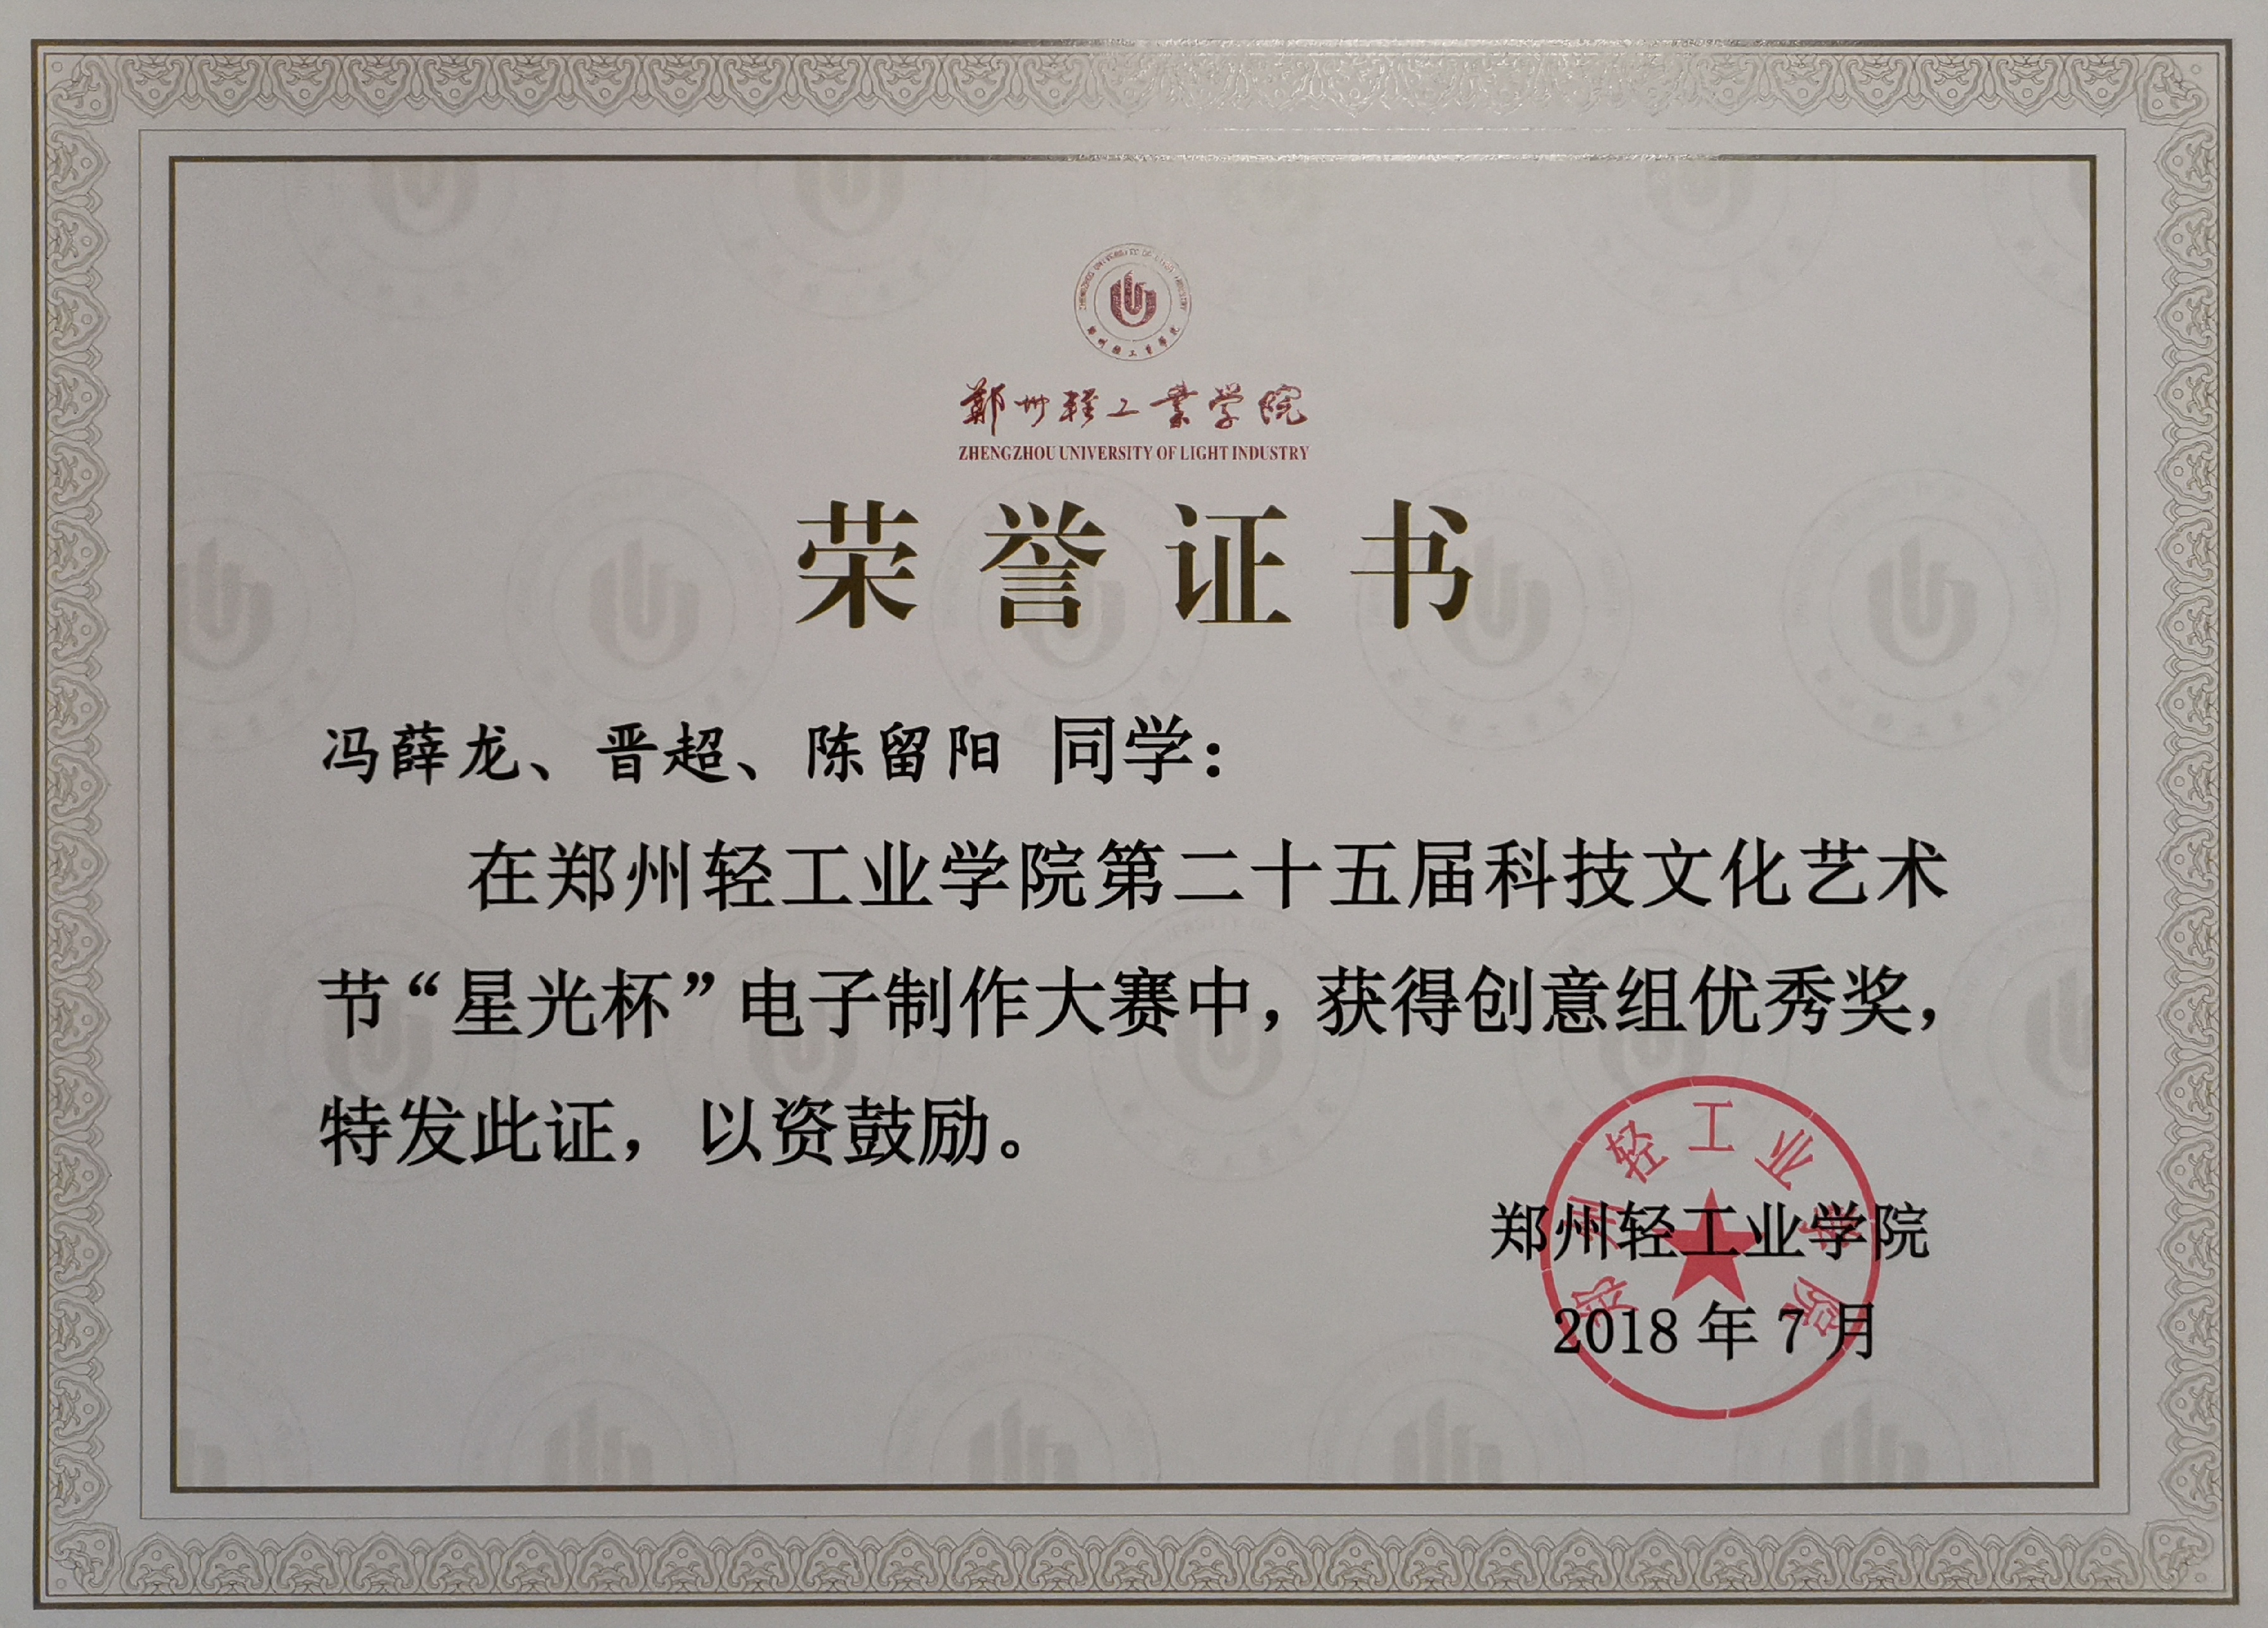 ZHENGZHOU UNIVERSITY OF LIGHT INDUSTRY
郑州轻工业学院
鄭州轻工業学院
ZHENGZHOU UNIVERSITY OF LIGHT INDUSTRY
荣誉证书
冯薛龙、晋超、陈留阳 同学：
在郑州轻工业学院第二十五届科技文化艺术
节“星光杯”电子制作大赛中，获得创意组优秀奖，
特发此证，以资鼓励。
郑州轻工业学院
郑州轻工业学院
2018 年 7 月